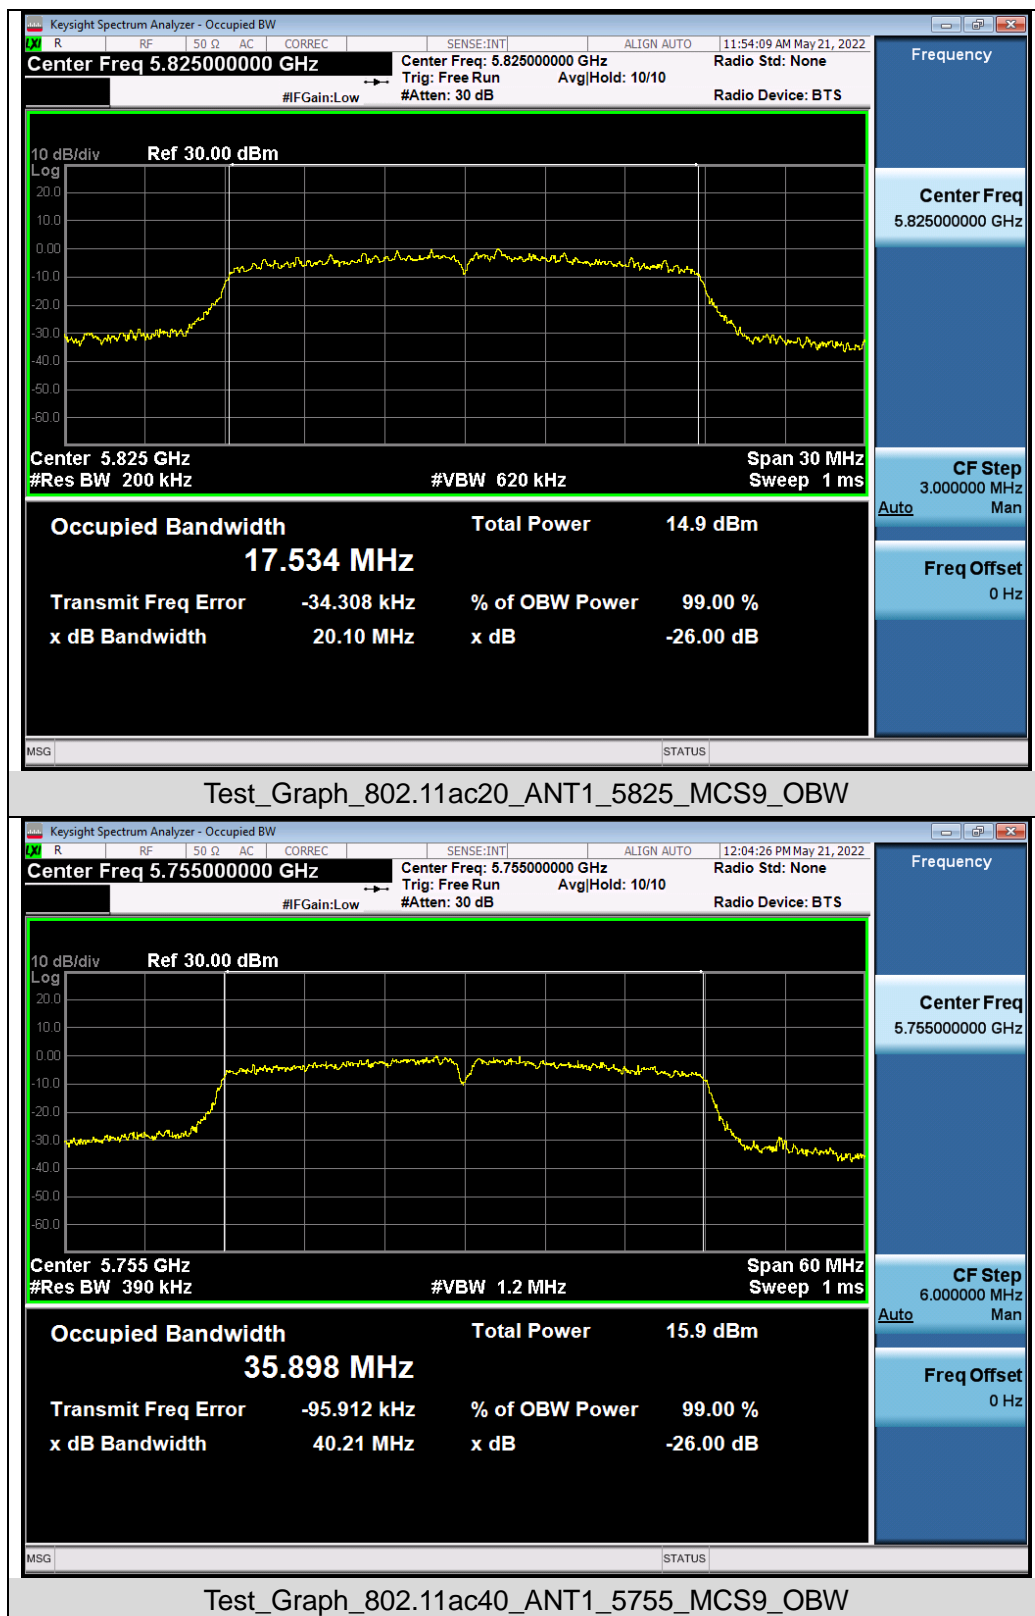 Keysight Spectrum Analyzer - Occupied BW
LXI R RF 50 Ω AC CORREC SENSE:INT ALIGN AUTO 11:54:09 AM May 21, 2022
Center Freq 5.825000000 GHz
Center Freq: 5.825000000 GHz Radio Std: None
Trig: Free Run Avg|Hold: 10/10
#IFGain:Low #Atten: 30 dB Radio Device: BTS
Frequency
10 dB/div Ref 30.00 dBm
Log
20.0
10.0
0.00
-10.0
-20.0
-30.0
-40.0
-50.0
-60.0
Center Freq
5.825000000 GHz
Center 5.825 GHz Span 30 MHz
#Res BW 200 kHz #VBW 620 kHz Sweep 1 ms
CF Step
3.000000 MHz
Auto Man
Occupied Bandwidth Total Power 14.9 dBm
17.534 MHz
Freq Offset
0 Hz
Transmit Freq Error -34.308 kHz % of OBW Power 99.00 %
x dB Bandwidth 20.10 MHz x dB -26.00 dB
MSG STATUS
Test_Graph_802.11ac20_ANT1_5825_MCS9_OBW
Keysight Spectrum Analyzer - Occupied BW
LXI R RF 50 Ω AC CORREC SENSE:INT ALIGN AUTO 12:04:26 PM May 21, 2022
Center Freq 5.755000000 GHz
Center Freq: 5.755000000 GHz Radio Std: None
Trig: Free Run Avg|Hold: 10/10
#IFGain:Low #Atten: 30 dB Radio Device: BTS
Frequency
10 dB/div Ref 30.00 dBm
Log
20.0
10.0
0.00
-10.0
-20.0
-30.0
-40.0
-50.0
-60.0
Center Freq
5.755000000 GHz
Center 5.755 GHz Span 60 MHz
#Res BW 390 kHz #VBW 1.2 MHz Sweep 1 ms
CF Step
6.000000 MHz
Auto Man
Occupied Bandwidth Total Power 15.9 dBm
35.898 MHz
Freq Offset
0 Hz
Transmit Freq Error -95.912 kHz % of OBW Power 99.00 %
x dB Bandwidth 40.21 MHz x dB -26.00 dB
MSG STATUS
Test_Graph_802.11ac40_ANT1_5755_MCS9_OBW